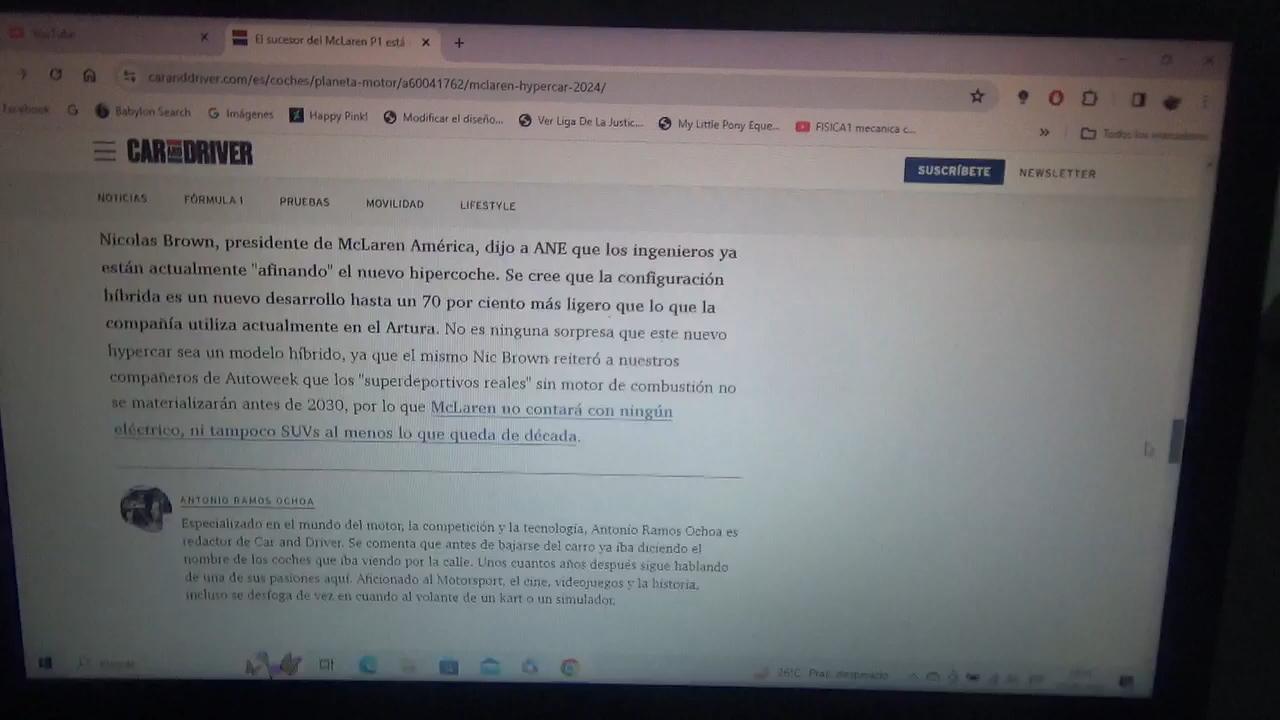 YouTube
El sucesor del McLaren P1 está
caranddriver.com/es/coches/planeta-motor/a60041762/mclaren-hypercar-2024/
Facebook
Babylon Search
Imágenes
Happy Pink!
Modificar el diseño...
Ver Liga De La Justic...
My Little Pony Eque...
FISICA1 mecanica c...
Todos los marcadores
CAR AND DRIVER
SUSCRÍBETE
NEWSLETTER
NOTICIAS
FÓRMULA 1
PRUEBAS
MOVILIDAD
LIFESTYLE
Nicolas Brown, presidente de McLaren América, dijo a ANE que los ingenieros ya
están actualmente "afinando" el nuevo hipercoche. Se cree que la configuración
híbrida es un nuevo desarrollo hasta un 70 por ciento más ligero que lo que la
compañía utiliza actualmente en el Artura. No es ninguna sorpresa que este nuevo
hypercar sea un modelo híbrido, ya que el mismo Nic Brown reiteró a nuestros
compañeros de Autoweek que los "superdeportivos reales" sin motor de combustión no
se materializarán antes de 2030, por lo que McLaren no contará con ningún
eléctrico, ni tampoco SUVs al menos lo que queda de década.
ANTONIO RAMOS OCHOA
Especializado en el mundo del motor, la competición y la tecnología, Antonio Ramos Ochoa es
redactor de Car and Driver. Se comenta que antes de bajarse del carro ya iba diciendo el
nombre de los coches que iba viendo por la calle. Unos cuantos años después sigue hablando
de una de sus pasiones aquí. Aficionado al Motorsport, el cine, videojuegos y la historia,
incluso se desfoga de vez en cuando al volante de un kart o un simulador.
26°C Prac. despejado